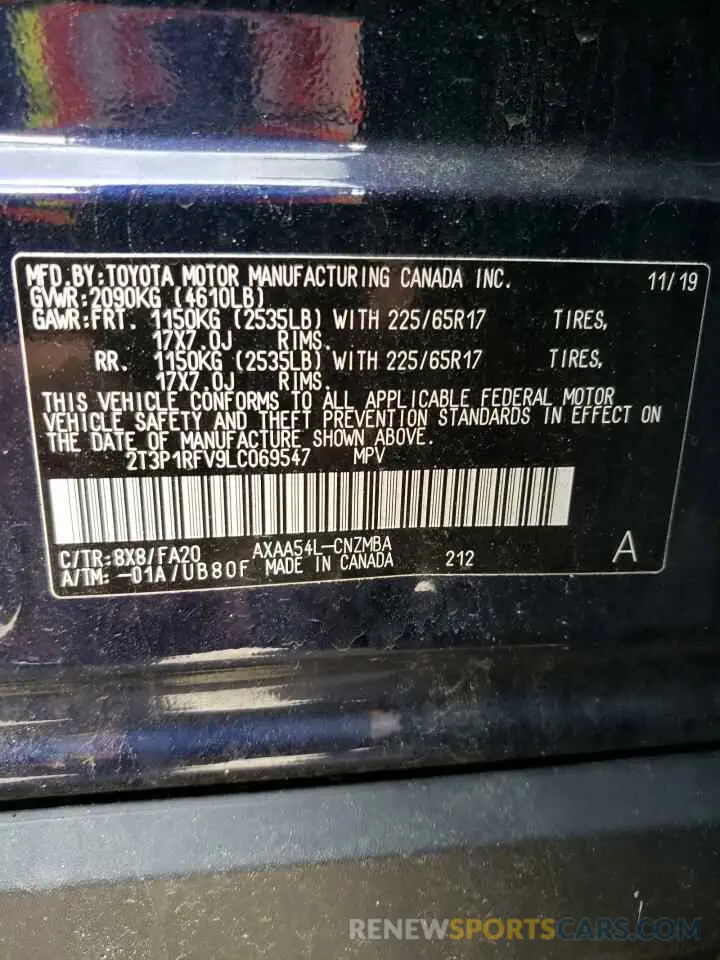 MFD.BY:TOYOTA MOTOR MANUFACTURING CANADA INC. 11/19
GVWR:2090KG (4610LB)
GAWR:FRT. 1150KG (2535LB) WITH 225/65R17 TIRES,
17X7.0J RIMS.
RR. 1150KG (2535LB) WITH 225/65R17 TIRES,
17X7.0J RIMS.
THIS VEHICLE CONFORMS TO ALL APPLICABLE FEDERAL MOTOR
VEHICLE SAFETY AND THEFT PREVENTION STANDARDS IN EFFECT ON
THE DATE OF MANUFACTURE SHOWN ABOVE.
2T3P1RFV9LC069547 MPV
C/TR:8X8/FA20 AXAA54L-CNZMBA A
A/TM: -01A/UB80F MADE IN CANADA 212
RENEWSPORTSCARS.COM